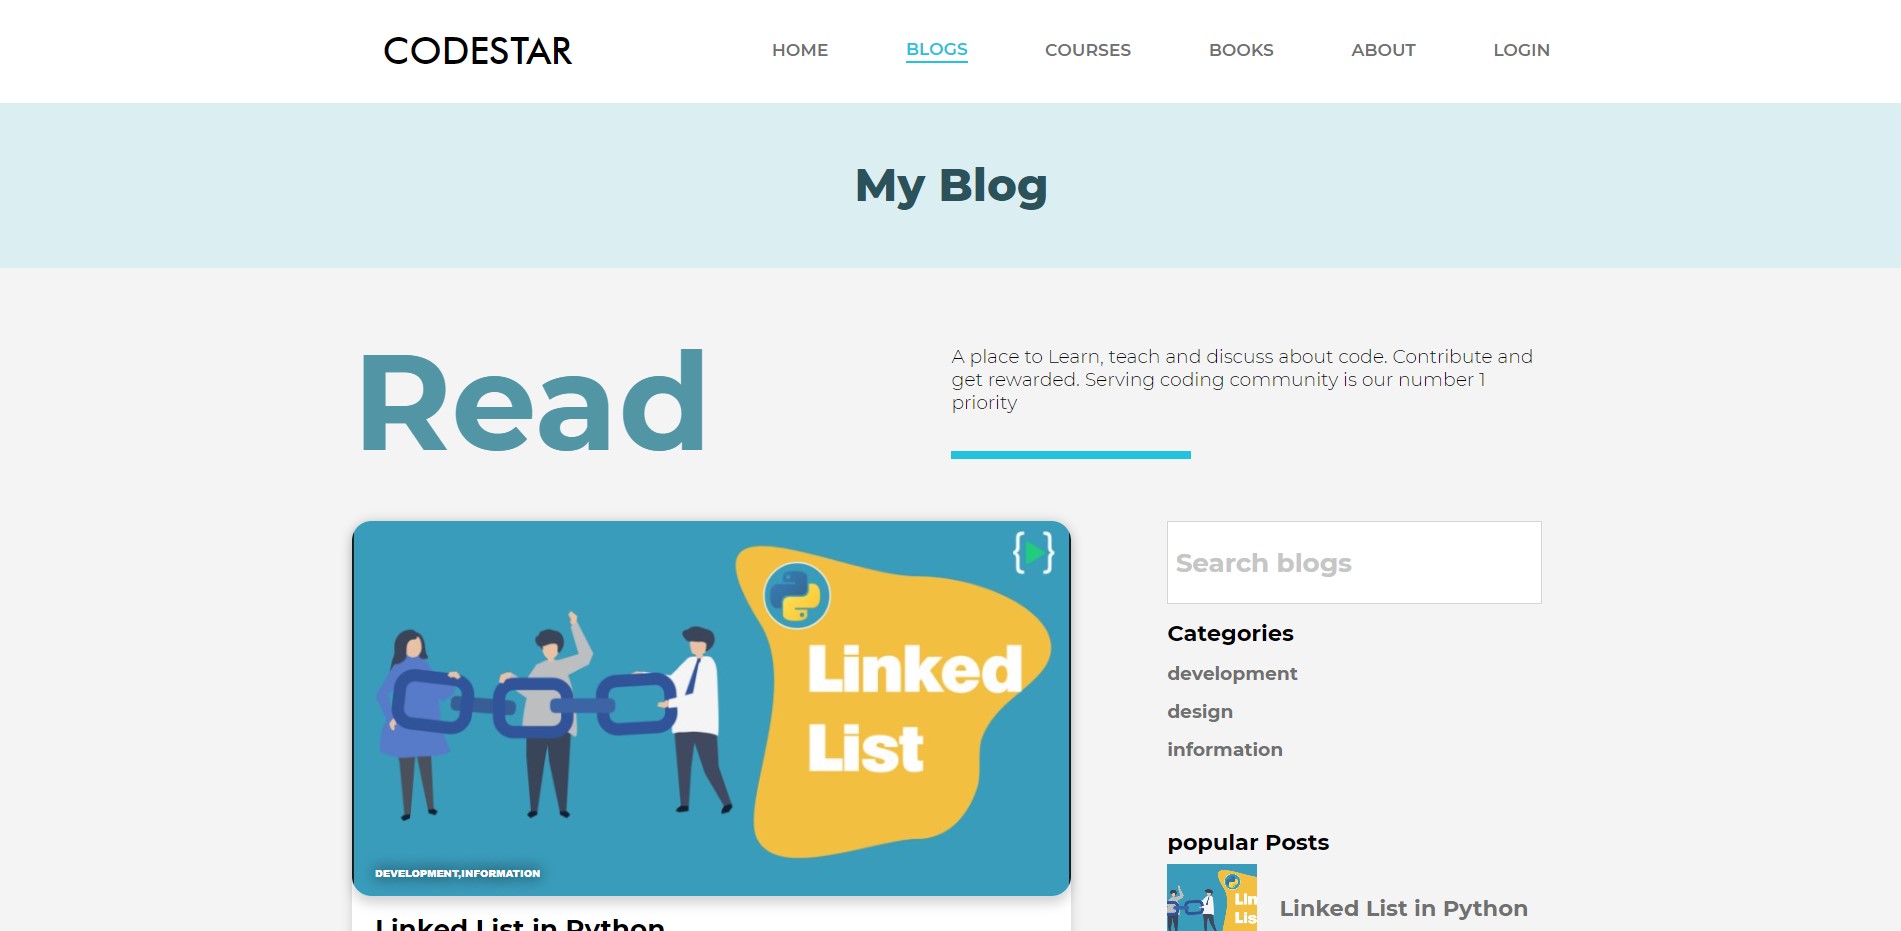 CODESTAR
HOME
BLOGS
COURSES
BOOKS
ABOUT
LOGIN
My Blog
Read
A place to Learn, teach and discuss about code. Contribute and
get rewarded. Serving coding community is our number 1
priority
Linked
List
DEVELOPMENT,INFORMATION
Linked List in Python
Search blogs
Categories
development
design
information
popular Posts
Lin
Lis
Linked List in Python